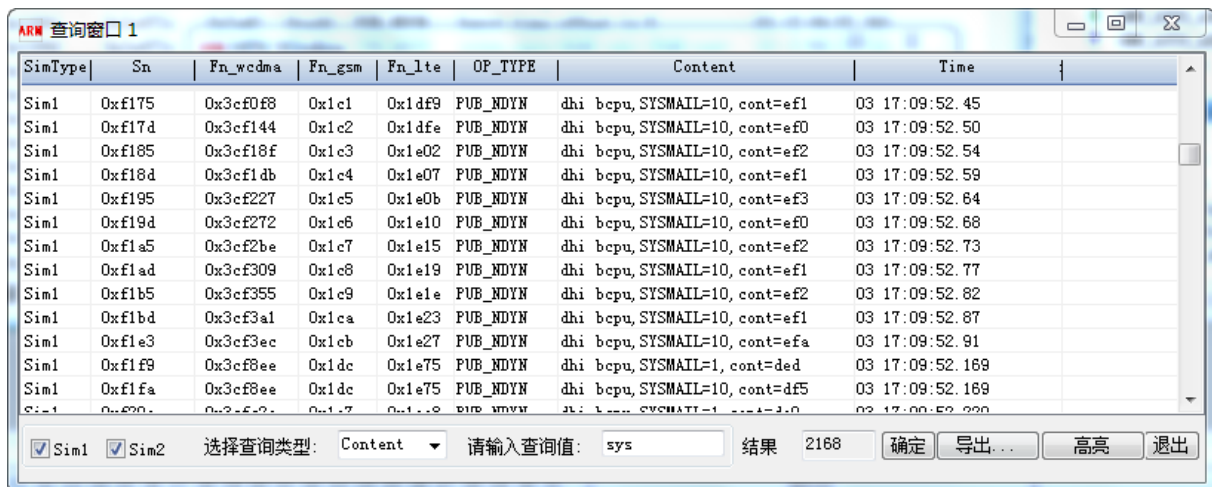 ARM 查询窗口 1
SimType Sn Fn_wcdma Fn_gsm Fn_lte OP_TYPE Content Time
Sim1 0xf175 0x3cf0f8 0x1c1 0x1df9 PUB_NDYN dhi bcpu,SYSMAIL=10, cont=ef1 03 17:09:52.45
Sim1 0xf17d 0x3cf144 0x1c2 0x1dfe PUB_NDYN dhi bcpu,SYSMAIL=10, cont=ef0 03 17:09:52.50
Sim1 0xf185 0x3cf18f 0x1c3 0x1e02 PUB_NDYN dhi bcpu,SYSMAIL=10, cont=ef2 03 17:09:52.54
Sim1 0xf18d 0x3cf1db 0x1c4 0x1e07 PUB_NDYN dhi bcpu,SYSMAIL=10, cont=ef1 03 17:09:52.59
Sim1 0xf195 0x3cf227 0x1c5 0x1e0b PUB_NDYN dhi bcpu,SYSMAIL=10, cont=ef3 03 17:09:52.64
Sim1 0xf19d 0x3cf272 0x1c6 0x1e10 PUB_NDYN dhi bcpu,SYSMAIL=10, cont=ef0 03 17:09:52.68
Sim1 0xf1a5 0x3cf2be 0x1c7 0x1e15 PUB_NDYN dhi bcpu,SYSMAIL=10, cont=ef2 03 17:09:52.73
Sim1 0xf1ad 0x3cf309 0x1c8 0x1e19 PUB_NDYN dhi bcpu,SYSMAIL=10, cont=ef1 03 17:09:52.77
Sim1 0xf1b5 0x3cf355 0x1c9 0x1e1e PUB_NDYN dhi bcpu,SYSMAIL=10, cont=ef2 03 17:09:52.82
Sim1 0xf1bd 0x3cf3a1 0x1ca 0x1e23 PUB_NDYN dhi bcpu,SYSMAIL=10, cont=ef1 03 17:09:52.87
Sim1 0xf1e3 0x3cf3ec 0x1cb 0x1e27 PUB_NDYN dhi bcpu,SYSMAIL=10, cont=efa 03 17:09:52.91
Sim1 0xf1f9 0x3cf8ee 0x1dc 0x1e75 PUB_NDYN dhi bcpu,SYSMAIL=1, cont=ded 03 17:09:52.169
Sim1 0xf1fa 0x3cf8ee 0x1dc 0x1e75 PUB_NDYN dhi bcpu,SYSMAIL=10, cont=df5 03 17:09:52.169
Sim1 Sim2 选择查询类型: Content 请输入查询值: sys 结果 2168 确定 导出... 高亮 退出